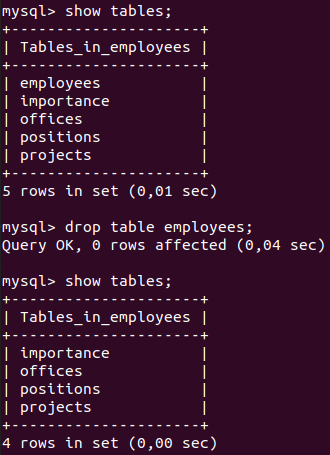 mysql> show tables;
+---------------------+
| Tables_in_employees |
+---------------------+
| employees           |
| importance          |
| offices             |
| positions           |
| projects            |
+---------------------+
5 rows in set (0,01 sec)
mysql> drop table employees;
Query OK, 0 rows affected (0,04 sec)
mysql> show tables;
+---------------------+
| Tables_in_employees |
+---------------------+
| importance          |
| offices             |
| positions           |
| projects            |
+---------------------+
4 rows in set (0,00 sec)